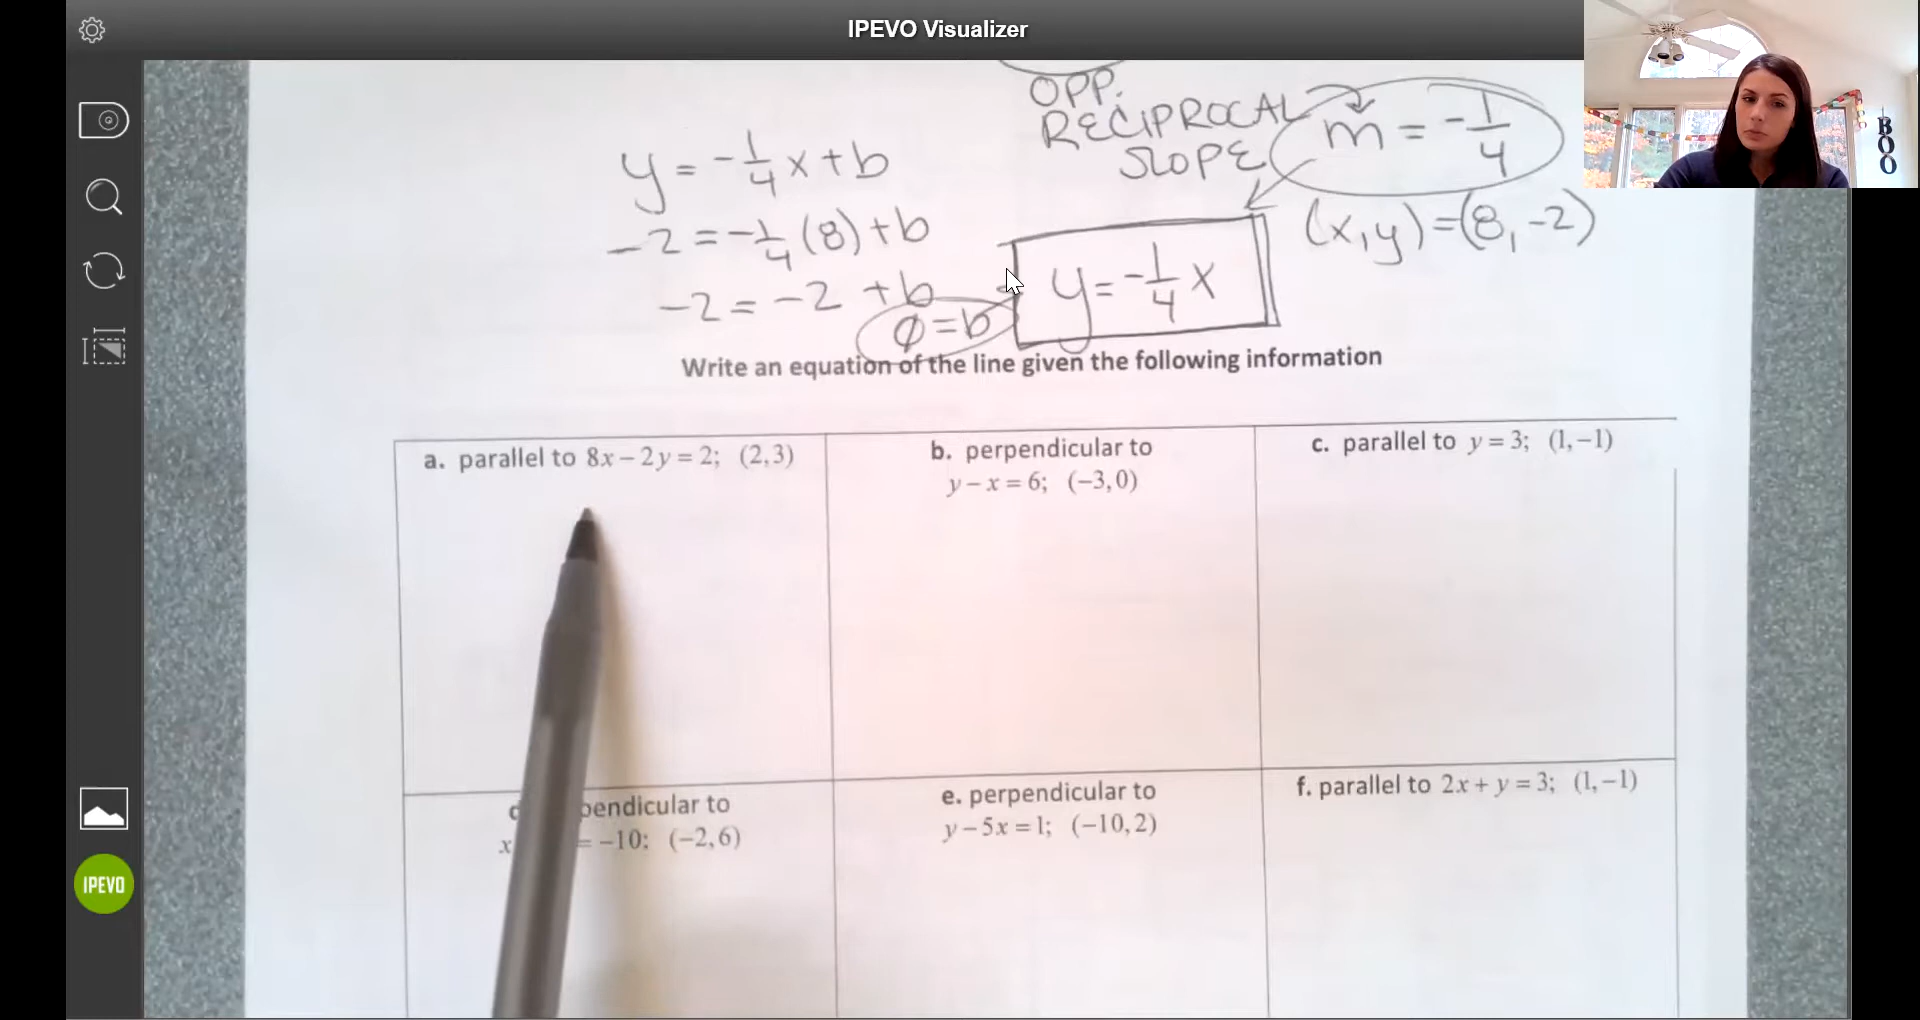 IPEVO Visualizer
OPP.
RECIPROCAL
SLOPE
m = -1/4
(x,y)=(8,-2)
y = -1/4 x + b
-2 = -1/4 (8) + b
-2 = -2 + b
∅ = b
y = -1/4 x
BOO
Write an equation of the line given the following information
a. parallel to 8x – 2y = 2; (2,3)
b. perpendicular to
y – x = 6; (–3,0)
c. parallel to y = 3; (1,–1)
pendicular to
x = –10; (–2,6)
e. perpendicular to
y – 5x = 1; (–10,2)
f. parallel to 2x + y = 3; (1,–1)
IPEVO